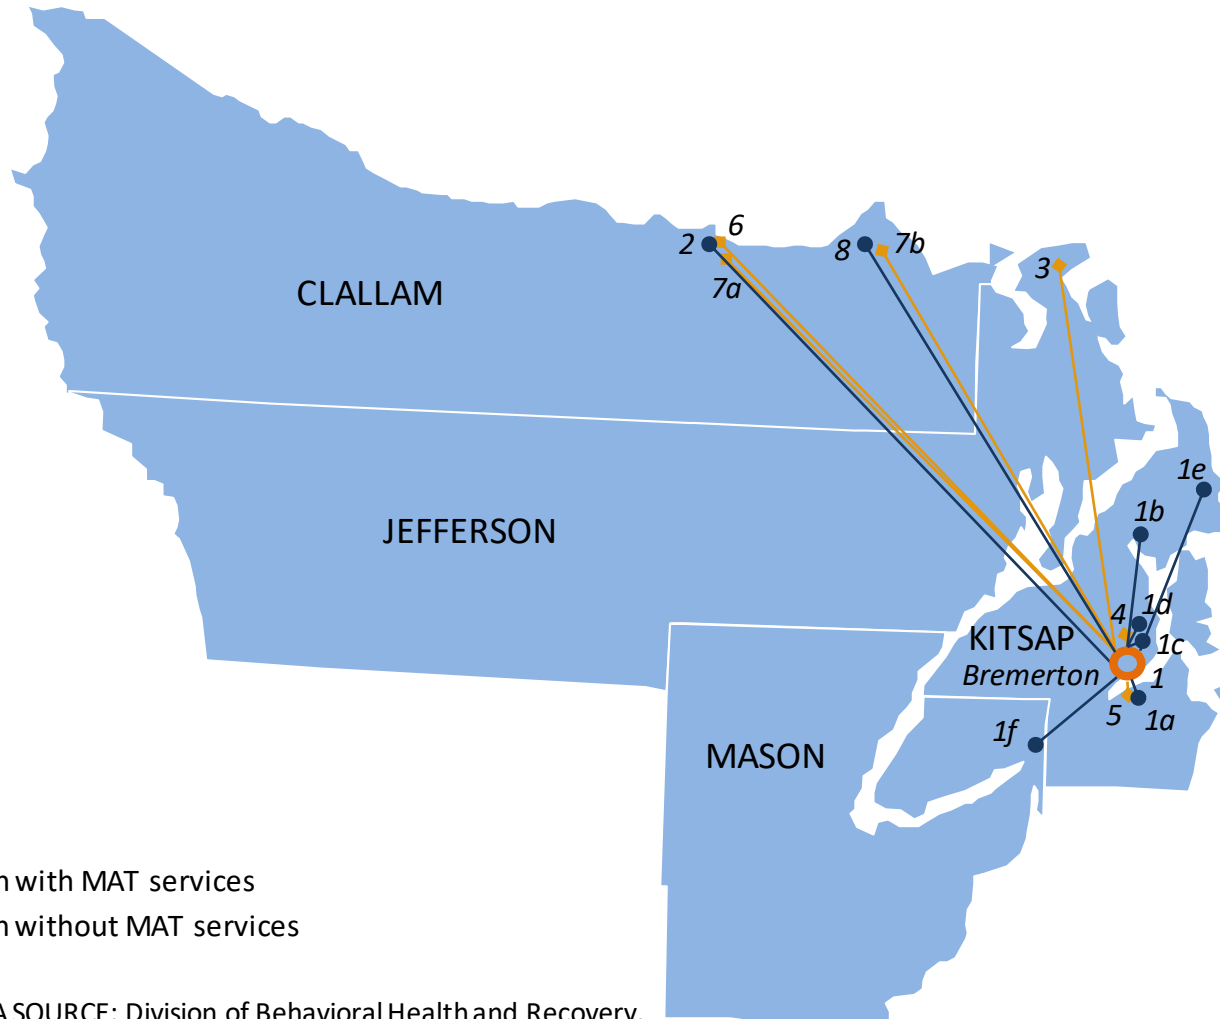 6
2
8
7b
7a
3
CLALLAM
1e
1b
JEFFERSON
4
1d
KITSAP
1c
Bremerton
1
5
1a
1f
MASON
with MAT services
without MAT services
SOURCE: Division of Behavioral Health and Recovery.